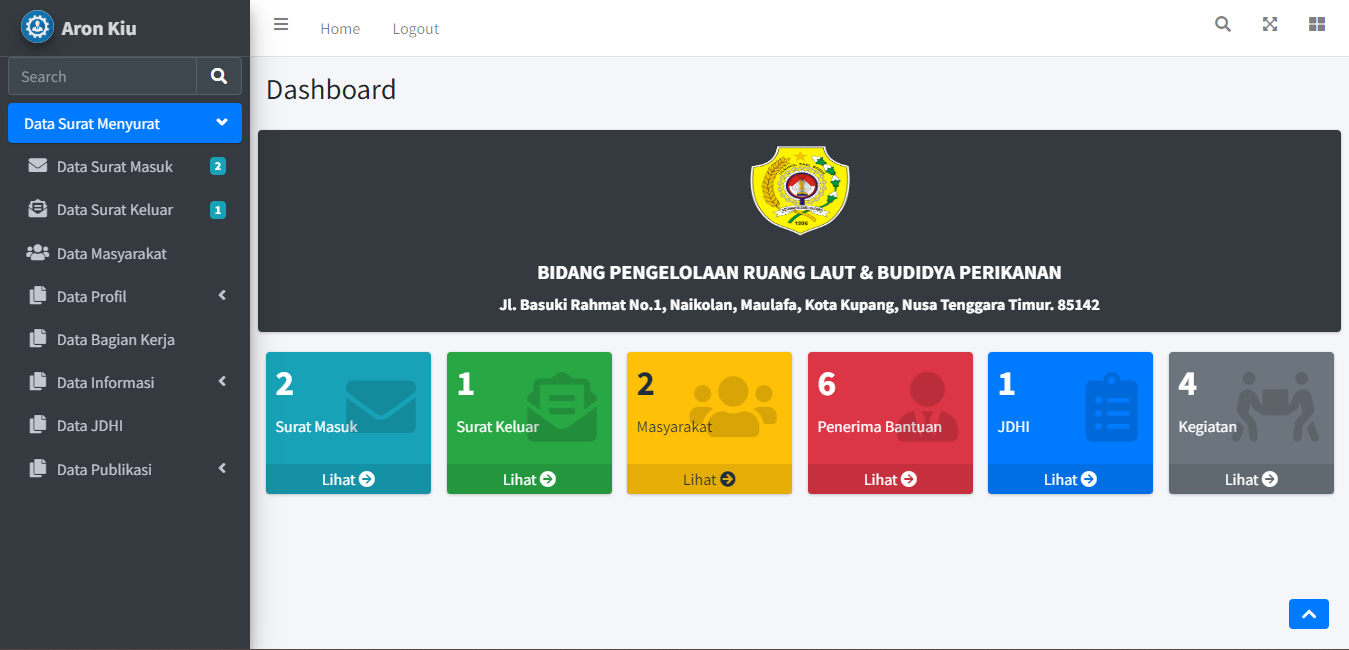 Aron Kiu
Home
Logout
Search
Dashboard
Data Surat Menyurat
Data Surat Masuk 2
Data Surat Keluar 1
Data Masyarakat
Data Profil
Data Bagian Kerja
Data Informasi
Data JDHI
Data Publikasi
BIDANG PENGELOLAAN RUANG LAUT & BUDIDYA PERIKANAN
Jl. Basuki Rahmat No.1, Naikolan, Maulafa, Kota Kupang, Nusa Tenggara Timur. 85142
2
Surat Masuk
Lihat
1
Surat Keluar
Lihat
2
Masyarakat
Lihat
6
Penerima Bantuan
Lihat
1
JDHI
Lihat
4
Kegiatan
Lihat